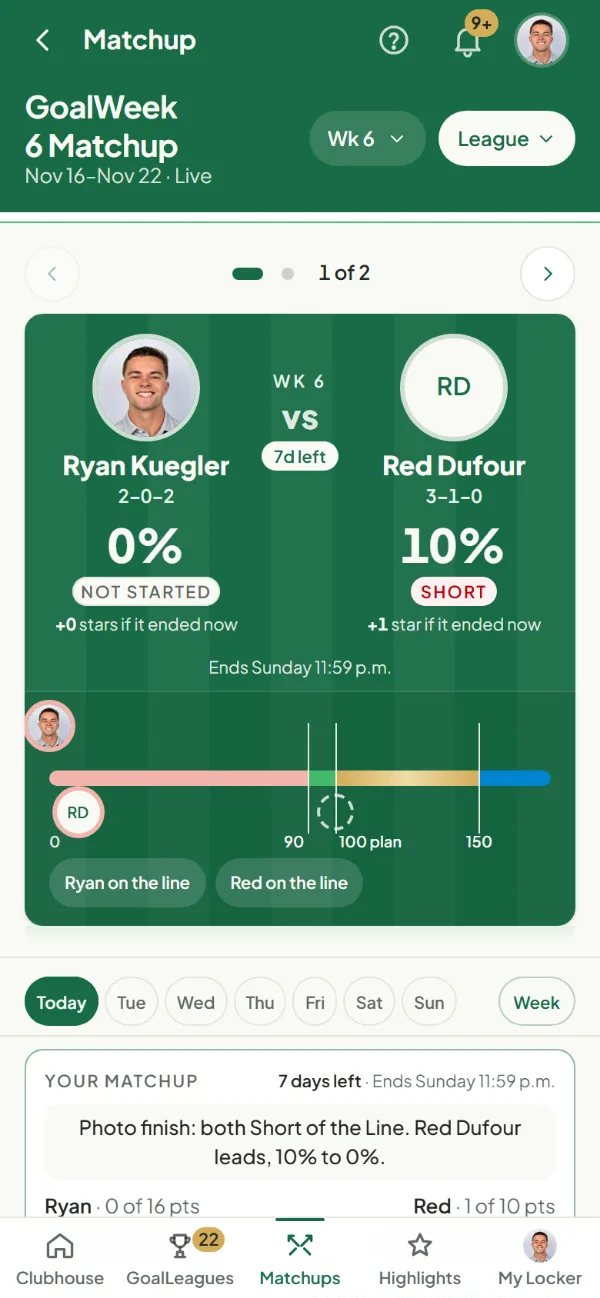 Matchup
9+
GoalWeek
6 Matchup
Nov 16–Nov 22 · Live
Wk 6
League
1 of 2
WK 6
VS
7d left
RD
Ryan Kuegler
2-0-2
0%
NOT STARTED
+0 stars if it ended now
Red Dufour
3-1-0
10%
SHORT
+1 star if it ended now
Ends Sunday 11:59 p.m.
RD
0
90
100 plan
150
Ryan on the line
Red on the line
Today
Tue
Wed
Thu
Fri
Sat
Sun
Week
YOUR MATCHUP
7 days left · Ends Sunday 11:59 p.m.
Photo finish: both Short of the Line. Red Dufour
leads, 10% to 0%.
Ryan · 0 of 16 pts
Red · 1 of 10 pts
22
Clubhouse
GoalLeagues
Matchups
Highlights
My Locker